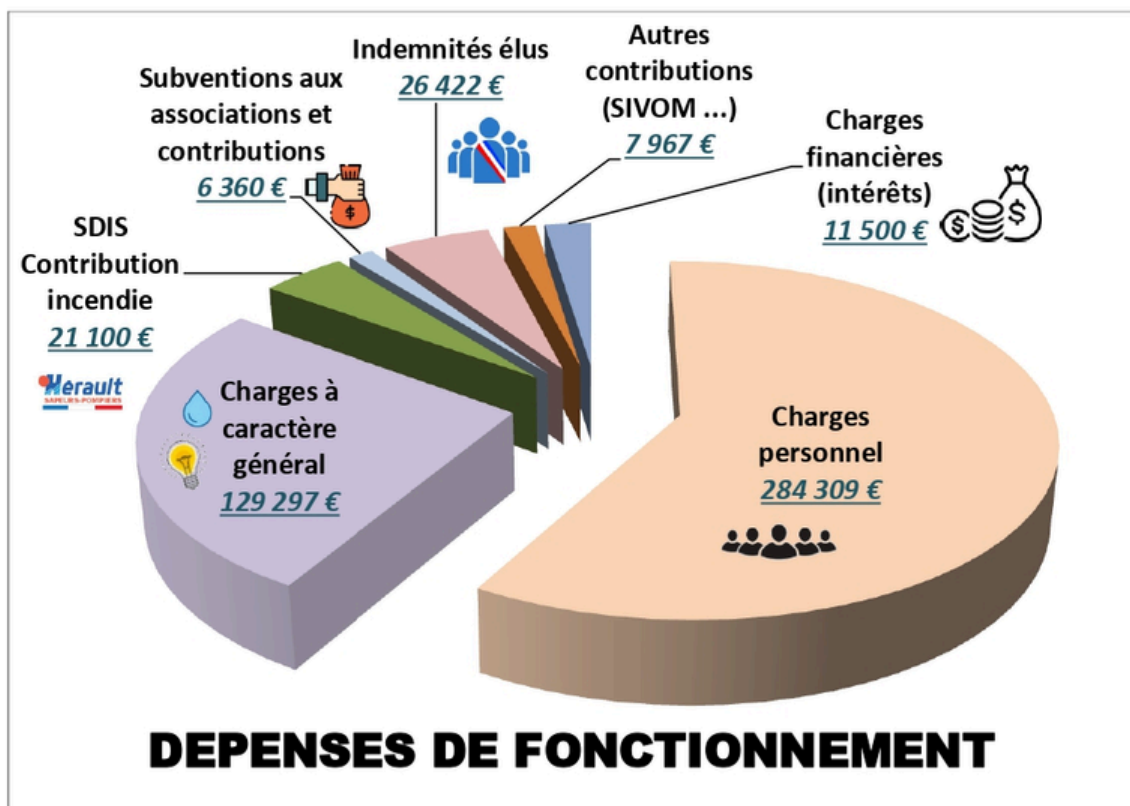 Indemnités élus
26 422 €
Autres
contributions
(SIVOM ...)
7 967 €
Subventions aux
associations et
contributions
6 360 €
Charges
financières
(intérêts)
11 500 €
SDIS
Contribution
incendie
21 100 €
Hérault
SAPEURS-POMPIERS
Charges à
caractère
général
129 297 €
Charges
personnel
284 309 €
DEPENSES DE FONCTIONNEMENT